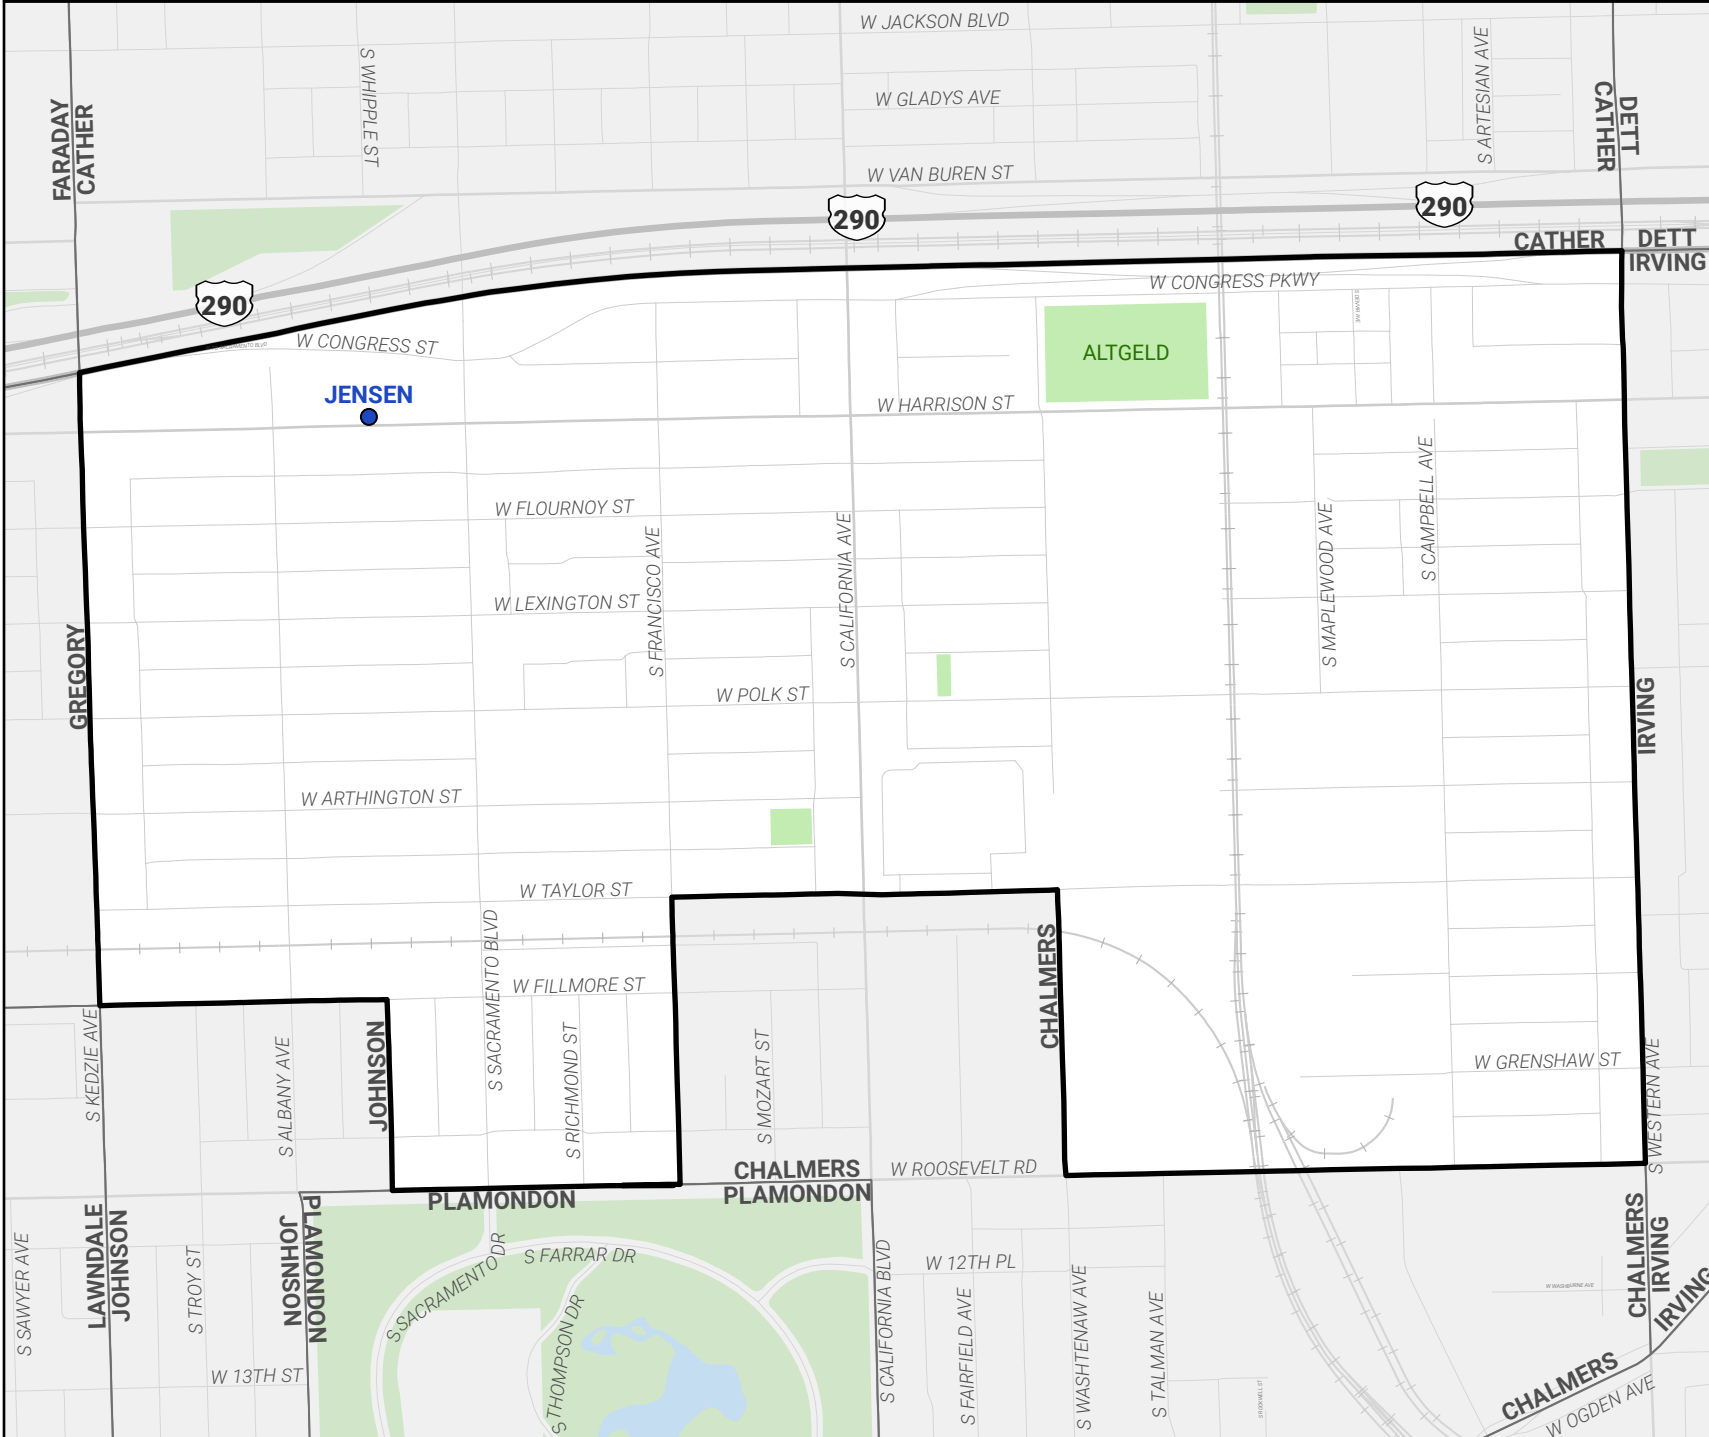 W JACKSON BLVD
S WHIPPLE ST
S ARTESIAN AVE
W GLADYS AVE
FARADAY
CATHER
DETT
CATHER
W VAN BUREN ST
290
290
290
CATHER
DETT
IRVING
W CONGRESS PKWY
W CONGRESS ST
ALTGELD
JENSEN
W HARRISON ST
W FLOURNOY ST
S FRANCISCO AVE
S CALIFORNIA AVE
S MAPLEWOOD AVE
S CAMPBELL AVE
W LEXINGTON ST
GREGORY
W POLK ST
IRVING
W ARTHINGTON ST
W TAYLOR ST
S SACRAMENTO BLVD
W FILLMORE ST
CHALMERS
S KEDZIE AVE
S ALBANY AVE
JOHNSON
S RICHMOND ST
S MOZART ST
W GRENSHAW ST
S WESTERN AVE
CHALMERS
PLAMONDON
W ROOSEVELT RD
PLAMONDON
LAWNDALE
JOHNSON
JOHNSON
PLAMONDON
S SAWYER AVE
S TROY ST
S SACRAMENTO DR
S FARRAR DR
S THOMPSON DR
S CALIFORNIA BLVD
W 12TH PL
S FAIRFIELD AVE
S WASHTENAW AVE
S TALMAN AVE
W WASHBURNE AVE
CHALMERS
IRVING
IRVING
W 13TH ST
CHALMERS
W OGDEN AVE